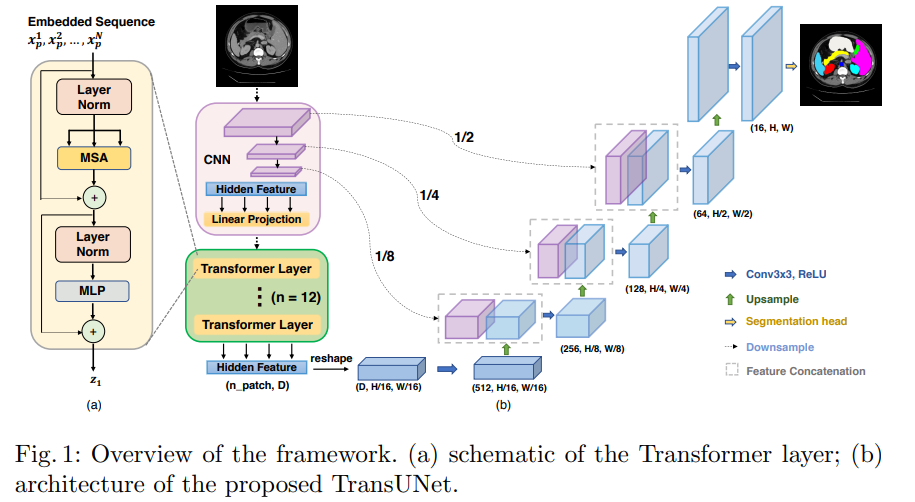 Embedded Sequence
x_p^1, x_p^2, ..., x_p^N
Layer
Norm
MSA
+
Layer
Norm
MLP
+
z_1
(a)
CNN
Hidden Feature
Linear Projection
Transformer Layer
⋮ (n = 12)
Transformer Layer
Hidden Feature
(n_patch, D)
reshape
(D, H/16, W/16)
(512, H/16, W/16)
(b)
1/2
1/4
1/8
(256, H/8, W/8)
(128, H/4, W/4)
(64, H/2, W/2)
(16, H, W)
Conv3x3, ReLU
Upsample
Segmentation head
Downsample
Feature Concatenation
Fig. 1: Overview of the framework. (a) schematic of the Transformer layer; (b)
architecture of the proposed TransUNet.